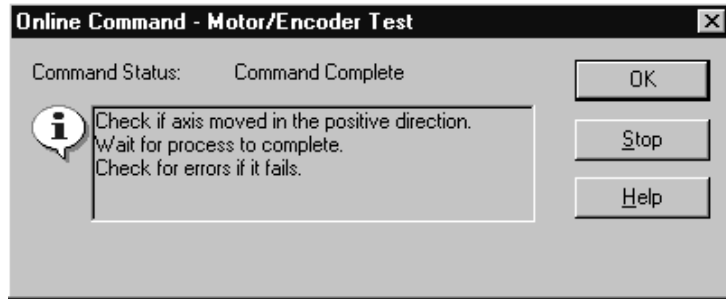 Online Command - Motor/Encoder Test
Command Status: Command Complete
OK
Check if axis moved in the positive direction.
Wait for process to complete.
Check for errors if it fails.
Stop
Help